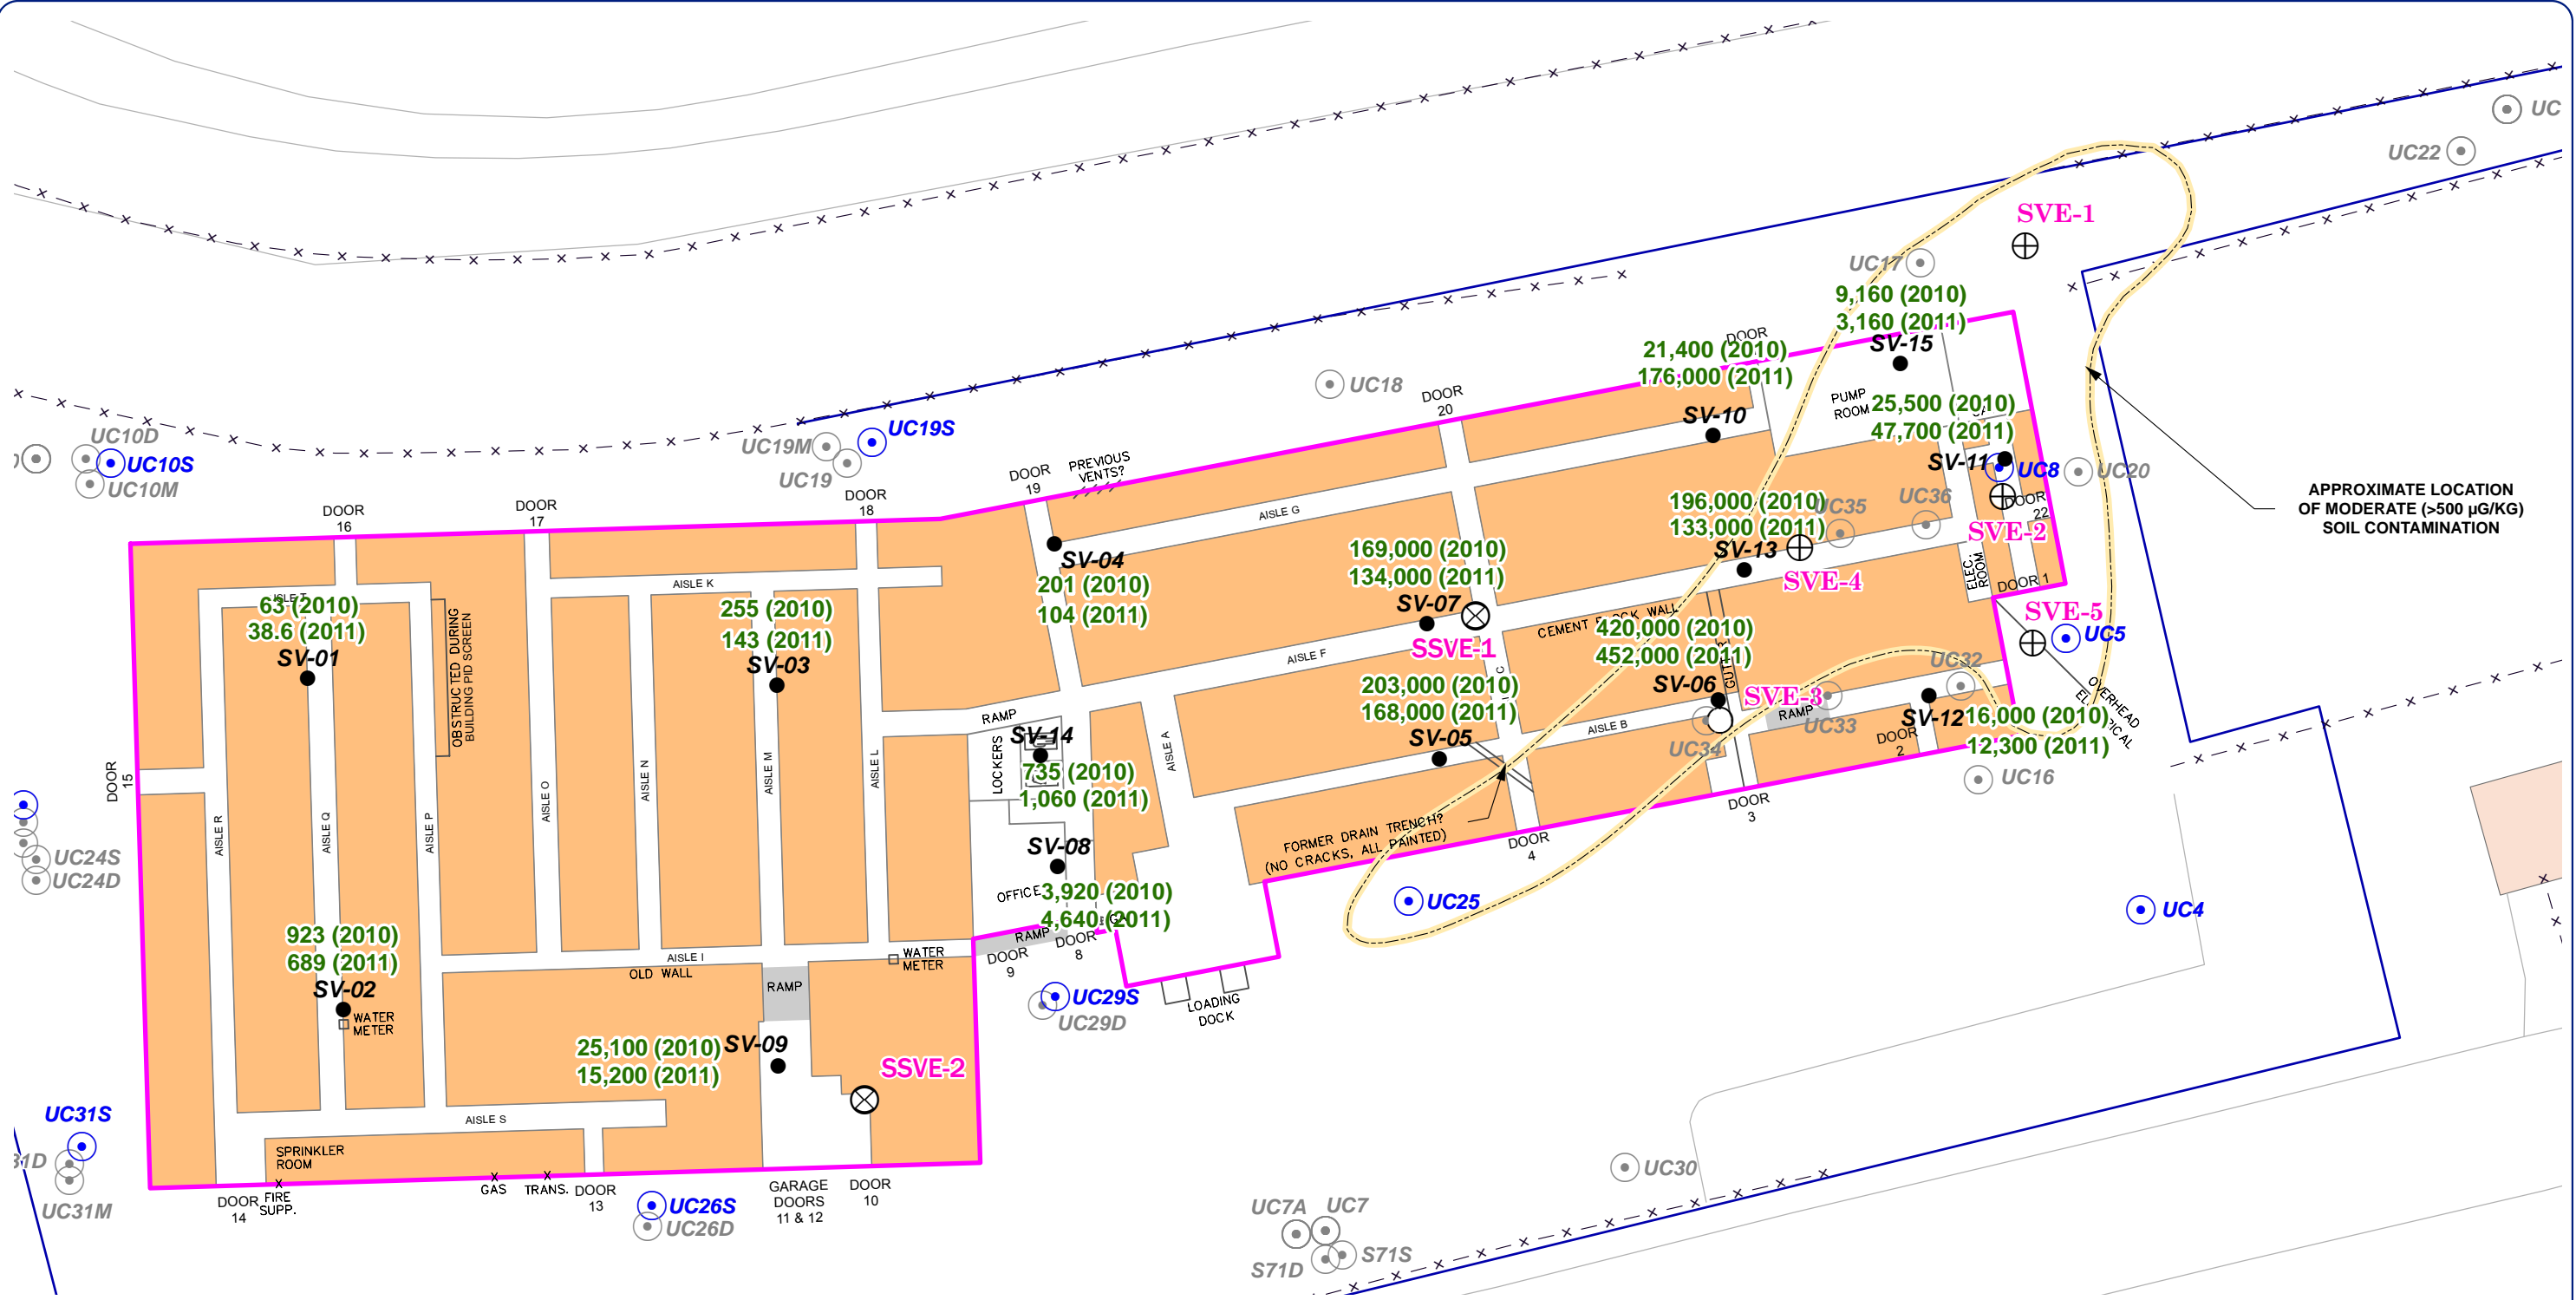 UC
UC22
SVE-1
UC17
9,160 (2010)
3,160 (2011)
SV-15
DOOR
21,400 (2010)
176,000 (2011)
SV-10
UC18
PUMP
ROOM
25,500 (2010)
47,700 (2011)
SV-11
UC8
UC20
DOOR
20
APPROXIMATE LOCATION
OF MODERATE (>500 µG/KG)
SOIL CONTAMINATION
UC10D
UC10S
UC10M
UC19M
UC19S
UC19
DOOR
19
PREVIOUS
VENTS?
DOOR
16
DOOR
17
DOOR
18
AISLE G
196,000 (2010)
133,000 (2011)
SV-13
UC35
UC36
DOOR
22
SVE-2
SVE-4
ELEC.
ROOM
DOOR 1
SV-04
201 (2010)
104 (2011)
169,000 (2010)
134,000 (2011)
SV-07
SSVE-1
CEMENT BLOCK WALL
SVE-5
UC5
AISLE K
63 (2010)
38.6 (2011)
SV-01
OBSTRUCTED DURING
BUILDING PID SCREEN
255 (2010)
143 (2011)
SV-03
AISLE F
420,000 (2010)
452,000 (2011)
SV-06
SVE-3
UC32
203,000 (2010)
168,000 (2011)
SV-05
AISLE B
UC34
RAMP
UC33
SV-12
16,000 (2010)
12,300 (2011)
DOOR
2
OVERHEAD
UC16
RAMP
LOCKERS
SV-14
735 (2010)
1,060 (2011)
AISLE A
DOOR
15
AISLE R
AISLE Q
AISLE P
AISLE O
AISLE N
AISLE M
AISLE L
DOOR
3
DOOR
4
FORMER DRAIN TRENCH?
(NO CRACKS, ALL PAINTED)
UC24S
UC24D
SV-08
OFFICE
3,920 (2010)
4,640 (2011)
RAMP
DOOR
8
DOOR
9
UC25
UC4
923 (2010)
689 (2011)
SV-02
WATER
METER
AISLE I
OLD WALL
WATER
METER
RAMP
UC29S
UC29D
LOADING
DOCK
25,100 (2010)
15,200 (2011)
SV-09
SSVE-2
UC31S
31D
UC31M
AISLE S
SPRINKLER
ROOM
DOOR
14
FIRE
SUPP.
GAS
TRANS.
DOOR
13
GARAGE
DOORS
11 & 12
DOOR
10
UC26S
UC26D
UC30
UC7A
UC7
S71D
S71S